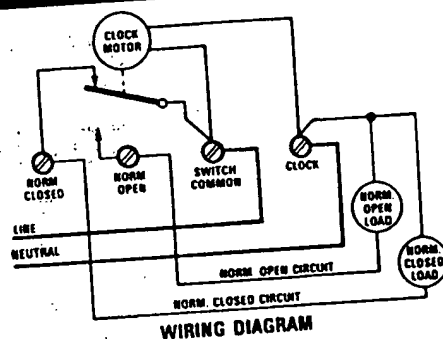 CLOCK
MOTOR
NORM
CLOSED
NORM
OPEN
SWITCH
COMMON
CLOCK
LINE
NEUTRAL
NORM.
OPEN
LOAD
NORM.
CLOSED
LOAD
NORM. OPEN CIRCUIT
NORM. CLOSED CIRCUIT
WIRING DIAGRAM